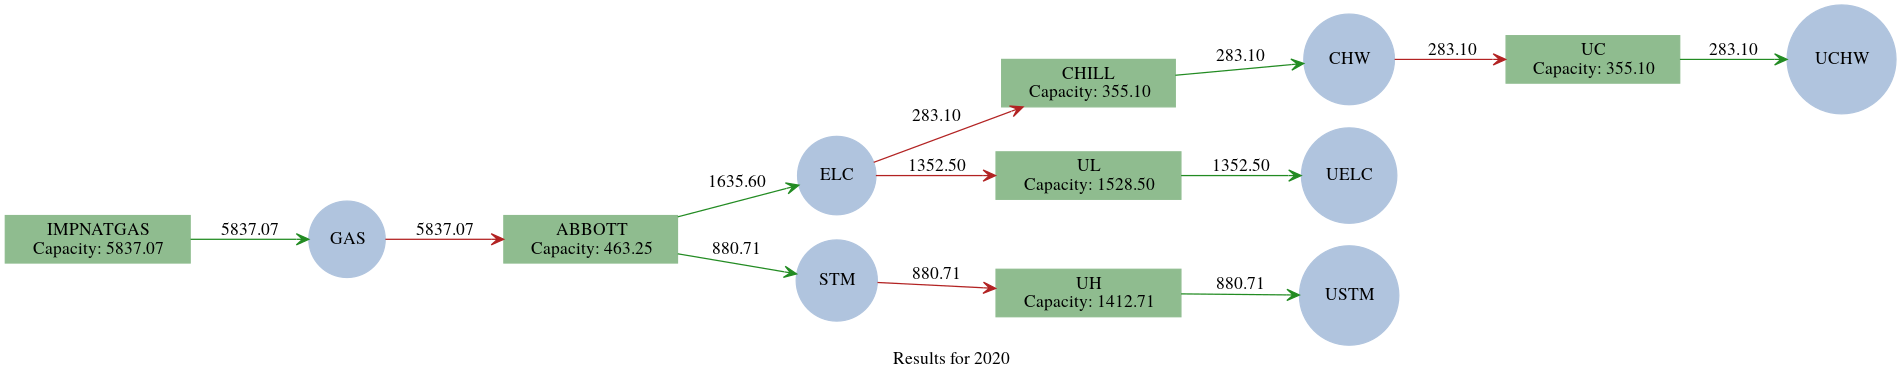 IMPNATGAS
Capacity: 5837.07
5837.07
GAS
5837.07
ABBOTT
Capacity: 463.25
1635.60
880.71
ELC
STM
283.10
1352.50
880.71
CHILL
Capacity: 355.10
UL
Capacity: 1528.50
UH
Capacity: 1412.71
283.10
1352.50
880.71
CHW
UELC
USTM
283.10
UC
Capacity: 355.10
283.10
UCHW
Results for 2020